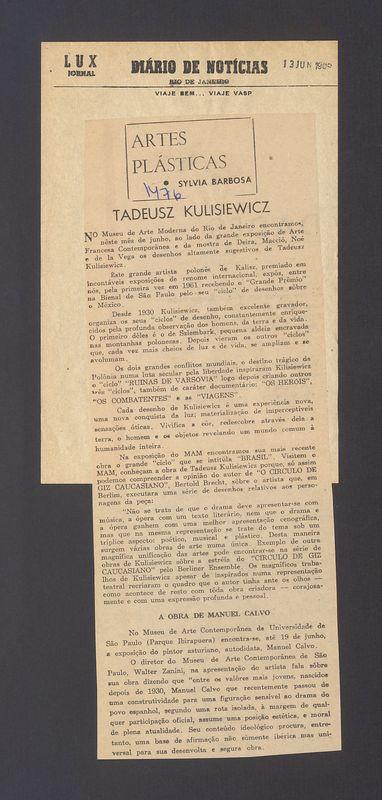 LUX
JORNAL
DIÁRIO DE NOTÍCIAS
RIO DE JANEIRO
VIAJE BEM... VIAJE VASP
13 JUN
ARTES
PLÁSTICAS
• SYLVIA BARBOSA
TADEUSZ KULISIEWICZ
NO Museu de Arte Moderna do Rio de Janeiro encontramos,
nêste mês de junho, ao lado da grande exposição de Arte
Francesa Contemporânea e da mostra de Deira, Macció, Noé
e de la Vega os desenhos altamente sugestivos de Tadeusz
Kulisiewicz.
Este grande artista polonês de Kalisz, premiado em
incontáveis exposições de renome internacional, expôs, entre
nós, pela primeira vez em 1961 recebendo o "Grande Prêmio"
na Bienal de São Paulo pelo seu "ciclo" de desenhos sôbre
o México.
Desde 1930 Kulisiewicz, também excelente gravador,
organiza os seus "ciclos" de desenho, constantemente enrique-
cidos pela profunda observação dos homens, da terra e da vida.
O primeiro dêles é o de Szlembark, pequena aldeia encravada
nas montanhas polonesas. Depois vieram os outros "ciclos"
que, cada vez mais cheios de luz e de vida, se ampliam e se
avolumam.
Os dois grandes conflitos mundiais, o destino trágico da
Polônia numa luta secular pela liberdade inspiraram Kulisiewicz
o "ciclo" "RUINAS DE VARSOVIA" logo depois criando outros
três "ciclos", também de caráter documentário: "OS HEROIS",
"OS COMBATENTES" e as "VIAGENS".
Cada desenho de Kulisiewicz é uma experiência nova,
uma nova conquista da luz; materialização de imperceptíveis
sensações óticas. Vivifica a côr, redescobre através dela a
terra, o homem e os objetos revelando um mundo comum à
humanidade inteira.
Na exposição do MAM encontramos sua mais recente
obra o grande "ciclo" que se intitula "BRASIL". Visitem o
MAM, conheçam a obra de Tadeusz Kulisiewicz porque, só assim
podemos compreender a opinião do autor de "O CIRCULO DE
GIZ CAUCASIANO", Bertold Brecht, sôbre o artista que, em
Berlim, executara uma série de desenhos relativos aos perso-
nagens da peça:
"Não se trata de que o drama deve apresentar-se com
música, a ópera com um texto literário, nem que o drama e
a ópera ganhem com uma melhor apresentação cenográfica,
mas que na mesma representação se trate do tema sob um
tríplice aspecto: poético, musical e plástico. Desta maneira
surgem várias obras de arte numa única. Exemplo de outra
magnífica unificação das artes pode encontrar-se na série de
obras de Kulisiewicz sôbre a estréia do "CIRCULO DE GIZ
CAUCASIANO" pelo Berliner Ensemble. Os magníficos traba-
lhos de Kulisiewicz apesar de inspirados numa representação
teatral recriaram o quadro que o autor tinha ante os olhos —
como acontece de resto com tôda obra criadora — corajosa-
mente e com uma expressão profunda e pessoal.
A OBRA DE MANUEL CALVO
No Museu de Arte Contemporânea da Universidade de
São Paulo (Parque Ibirapuera) encontra-se, até 19 de junho,
a exposição do pintor asturiano, autodidata, Manuel Calvo.
O diretor do Museu de Arte Contemporânea de São
Paulo, Walter Zanini, na apresentação do artista fala sôbre
sua obra dizendo que "entre os valôres mais jovens, nascidos
depois de 1930, Manuel Calvo que recentemente passou de
uma construtividade para uma figuração sensível ao drama do
povo espanhol, segundo uma rota isolada, à margem de qual-
quer participação oficial, assume uma posição estética, e moral
de plena atualidade. Seu conteúdo ideológico procura, entre-
tanto, uma base de afirmação não sòmente ibérica mas uni-
versal para sua desenvolta e segura obra.